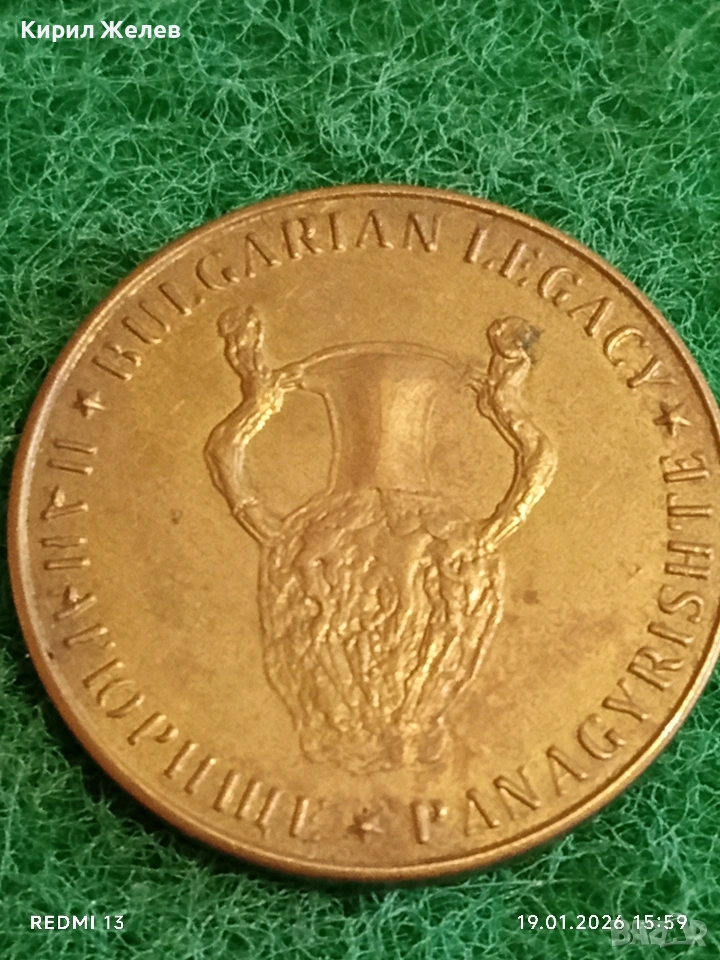 Кирил Желев
★ BULGARIAN LEGACY ★
PANAGYRISHTE ★
ПАНАГЮРИЩЕ
REDMI 13
19.01.2026 15:59